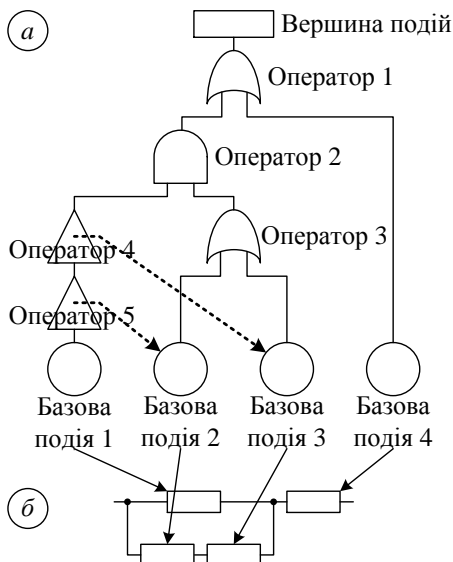 а
Вершина подій
Оператор 1
Оператор 2
Оператор 3
Оператор 4
Оператор 5
Базова подія 1
Базова подія 2
Базова подія 3
Базова подія 4
б